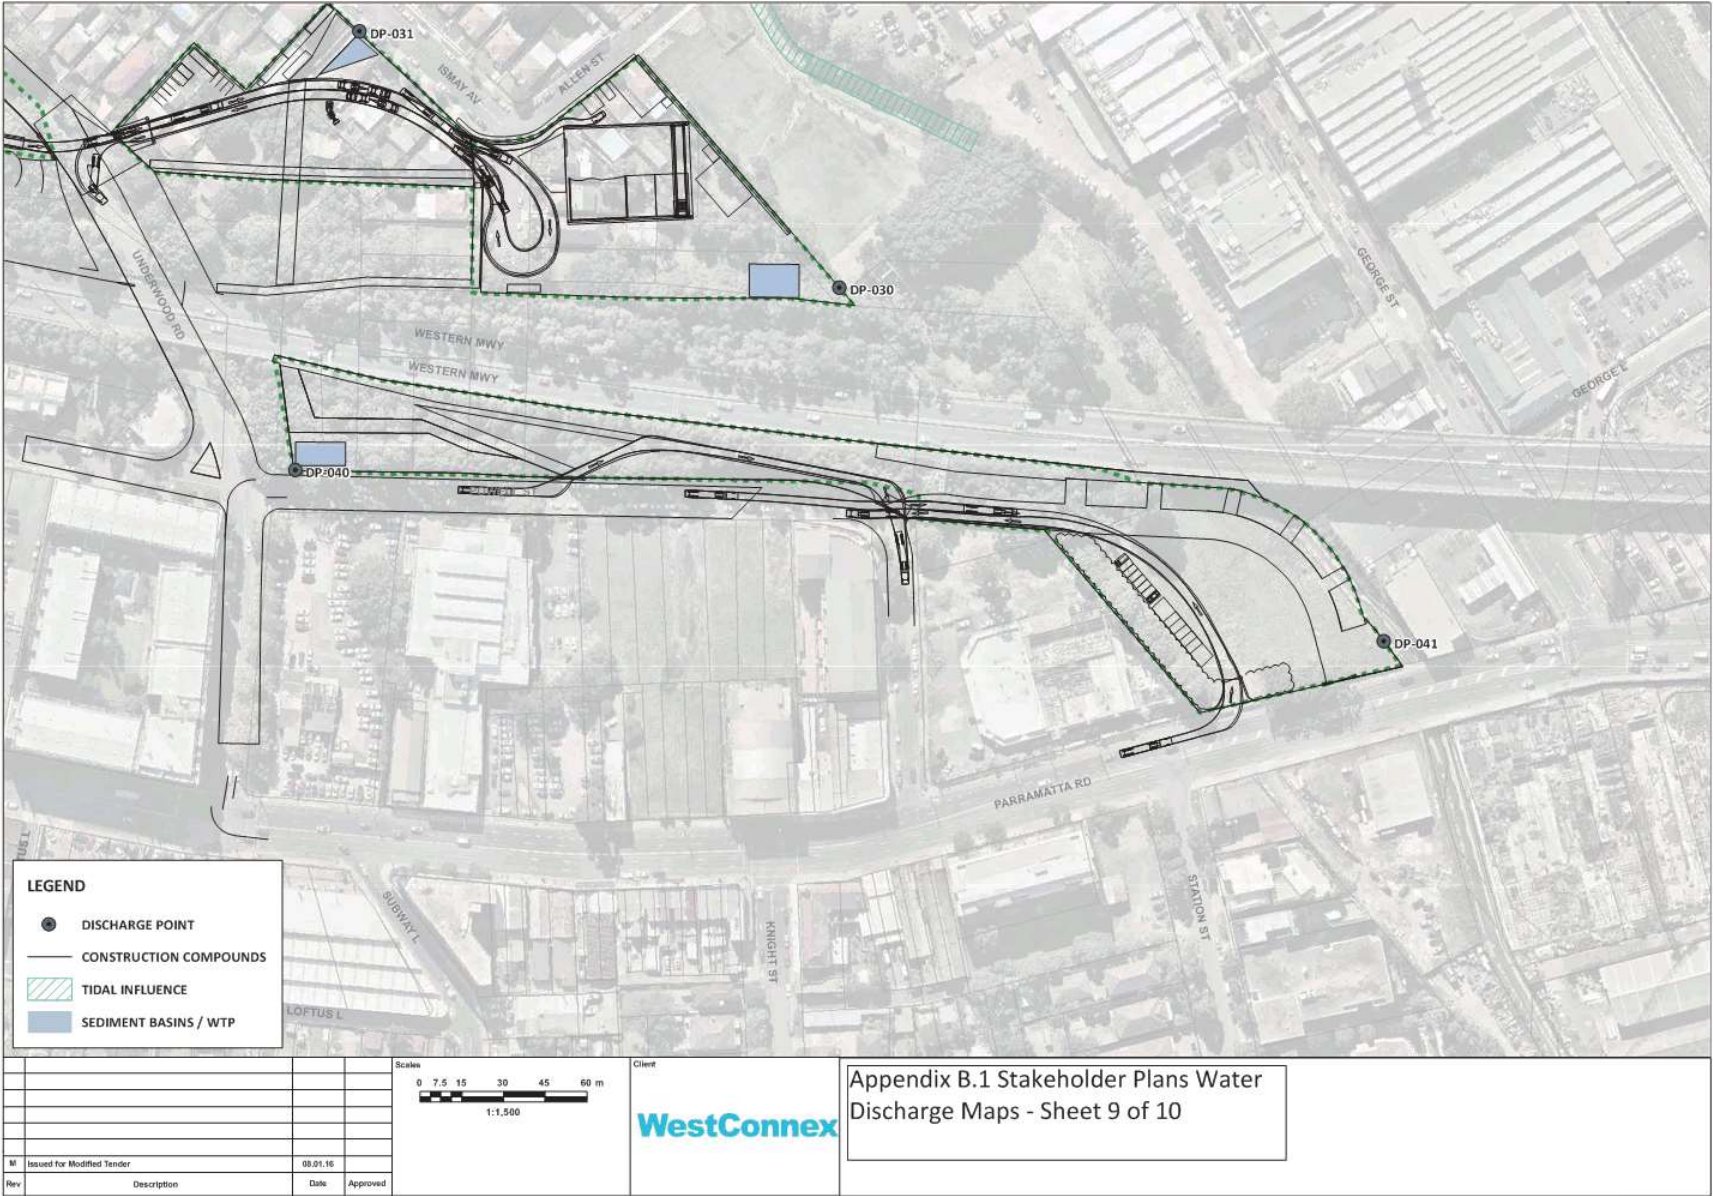 DP-031
ISMAY AV
ALLEN ST
UNDERWOOD RD
DP-030
GEORGE ST
WESTERN MWY
WESTERN MWY
GEORGE L
DP-040
DP-041
PARRAMATTA RD
SUBWAY L
KNIGHT ST
STATION ST
LOFTUS L
LEGEND
DISCHARGE POINT
CONSTRUCTION COMPOUNDS
TIDAL INFLUENCE
SEDIMENT BASINS / WTP
M Issued for Modified Tender 08.01.16
Rev Description Date Approved
Scales
0 7.5 15 30 45 60 m
1:1,500
Client
WestConnex
Appendix B.1 Stakeholder Plans Water
Discharge Maps - Sheet 9 of 10